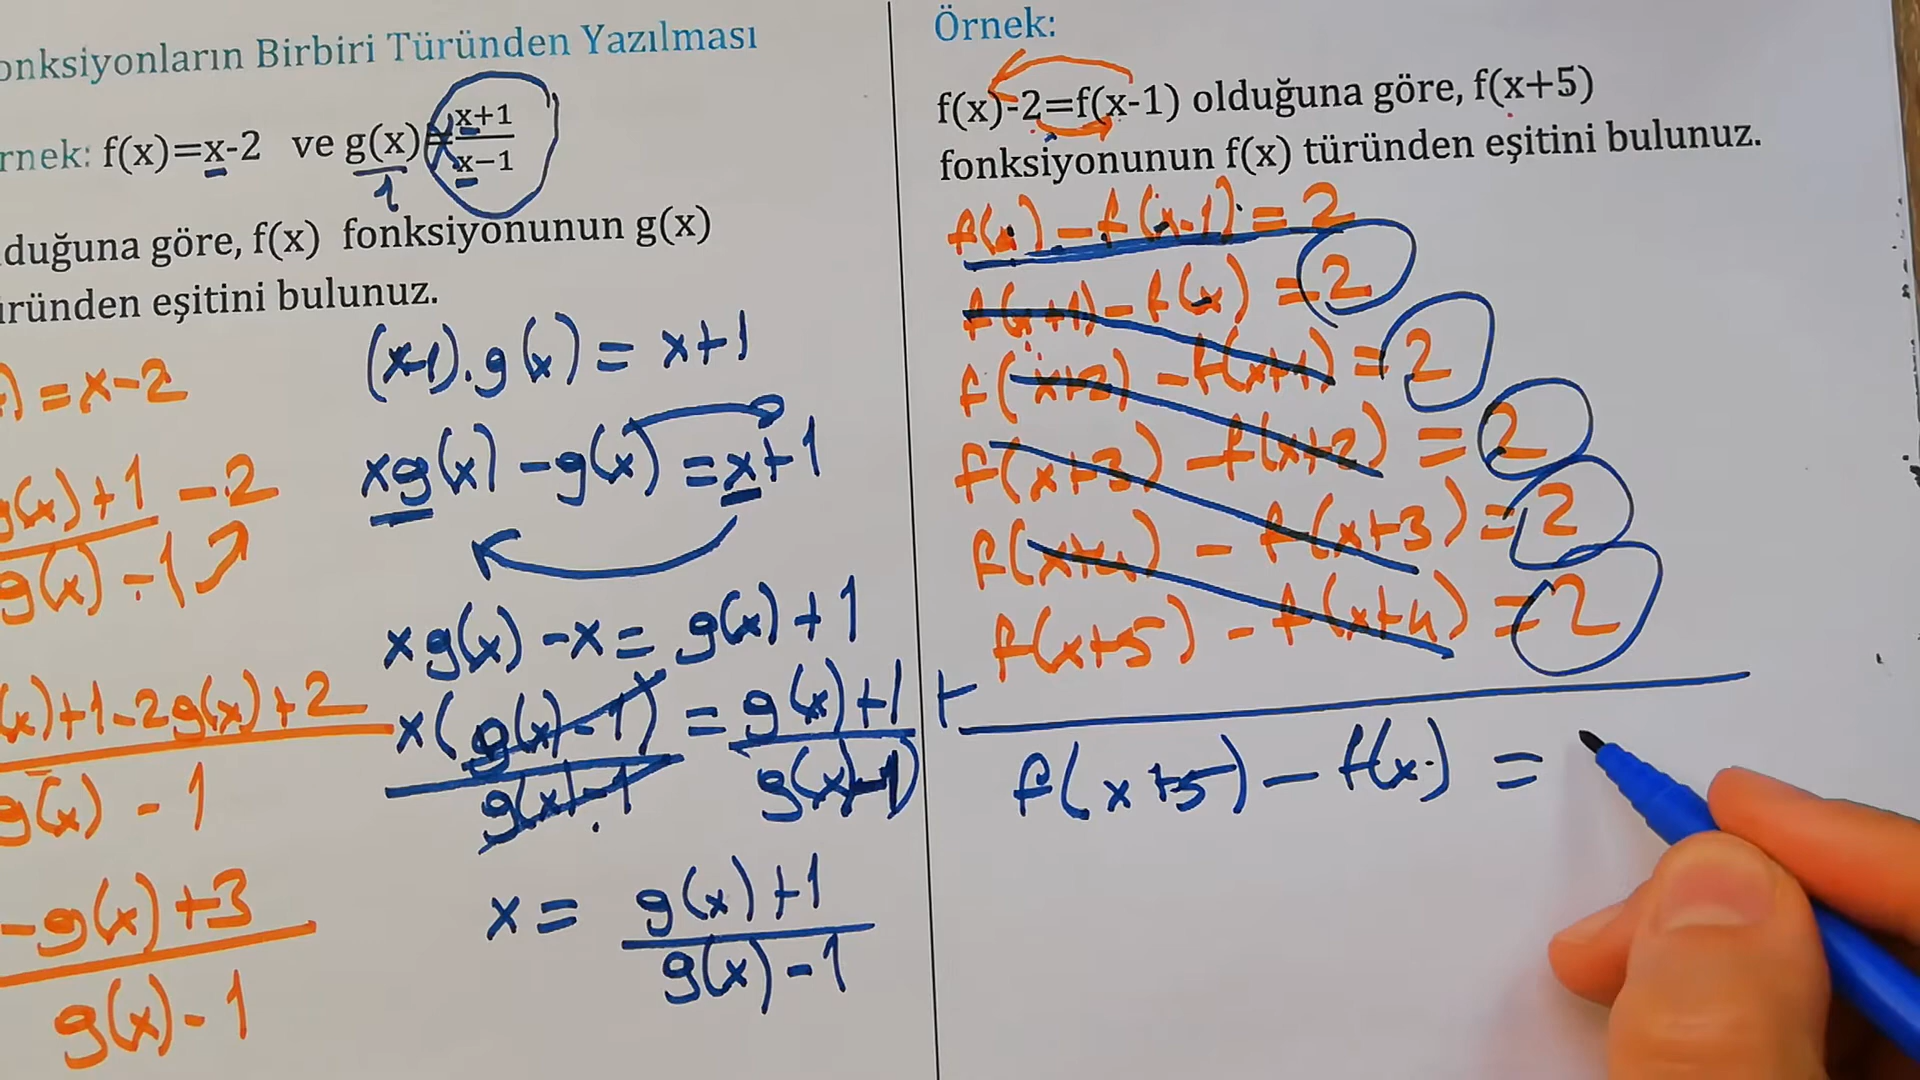 onksiyonların Birbiri Türünden Yazılması
rnek: f(x)=x-2 ve g(x)=x+1/x−1
1
duğuna göre, f(x) fonksiyonunun g(x)
üründen eşitini bulunuz.
) = x-2
g(x)+1/g(x)-1 -2
(x)+1-2g(x)+2/g(x)-1
-g(x)+3/g(x)-1
(x-1).g(x) = x+1
xg(x) -g(x) = x+1
xg(x) -x = g(x)+1
x(g(x)-1)/g(x)-1 = g(x)+1/g(x)-1
x = g(x)+1/g(x)-1
Örnek:
f(x)-2=f(x-1) olduğuna göre, f(x+5)
fonksiyonunun f(x) türünden eşitini bulunuz.
f(x) - f(x-1) = 2
f(x+1) - f(x) = 2
f(x+2) - f(x+1) = 2
f(x+3) - f(x+2) = 2
f(x+4) - f(x+3) = 2
f(x+5) - f(x+4) = 2
+
f(x+5) - f(x) =